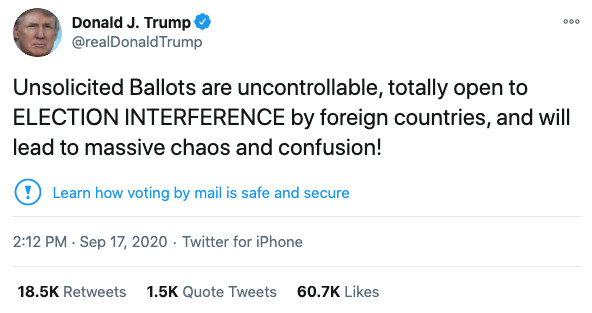 Donald J. Trump
@realDonaldTrump
Unsolicited Ballots are uncontrollable, totally open to
ELECTION INTERFERENCE by foreign countries, and will
lead to massive chaos and confusion!
! Learn how voting by mail is safe and secure
2:12 PM · Sep 17, 2020 · Twitter for iPhone
18.5K Retweets 1.5K Quote Tweets 60.7K Likes